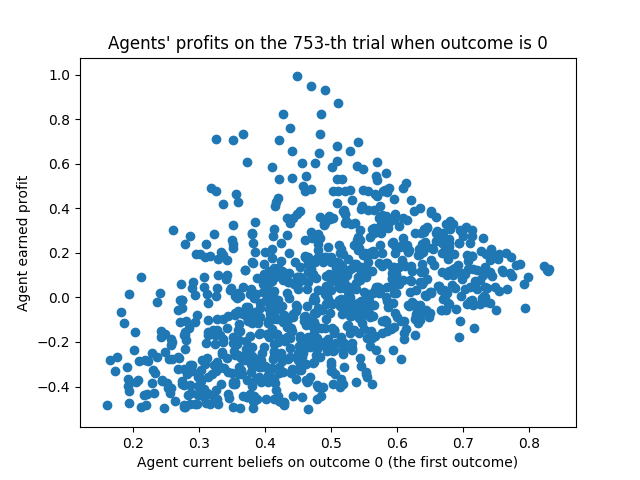 Agents' profits on the 753-th trial when outcome is 0
1.0
0.8
0.6
0.4
0.2
0.0
−0.2
−0.4
Agent earned profit
0.2 0.3 0.4 0.5 0.6 0.7 0.8
Agent current beliefs on outcome 0 (the first outcome)